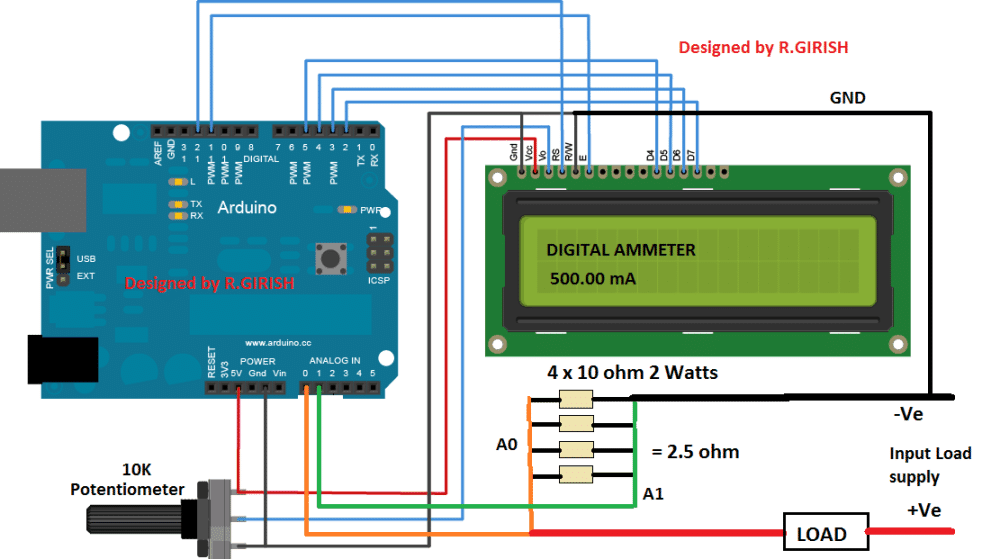 Designed by R.GIRISH
GND
Gnd
Vcc
Vo
RS
R/W
E
D4
D5
D6
D7
AREF
GND
13
12
11
10
9
8
7
6
5
4
3
2
1
0
DIGITAL
PWM
PWM
PWM
PWM
PWM
PWM
TX
RX
L
TX
RX
Arduino
PWR
1
ICSP
PWR SEL
USB
EXT
Designed by R.GIRISH
DIGITAL AMMETER
500.00 mA
www.arduino.cc
POWER
ANALOG IN
RESET
3V3
5V
Gnd
Vin
0
1
2
3
4
5
4 x 10 ohm 2 Watts
A0
= 2.5 ohm
A1
-Ve
Input Load
supply
+Ve
10K
Potentiometer
LOAD